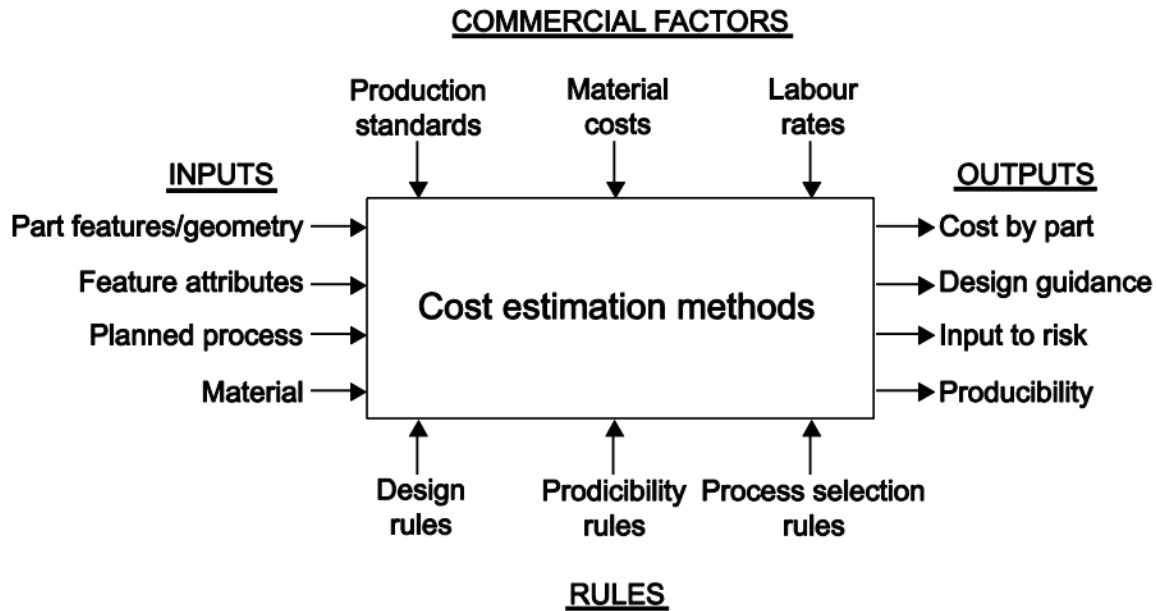 COMMERCIAL FACTORS
Production
standards
Material
costs
Labour
rates
INPUTS
Part features/geometry
Feature attributes
Planned process
Material
Cost estimation methods
OUTPUTS
Cost by part
Design guidance
Input to risk
Producibility
Design
rules
Prodicibility
rules
Process selection
rules
RULES